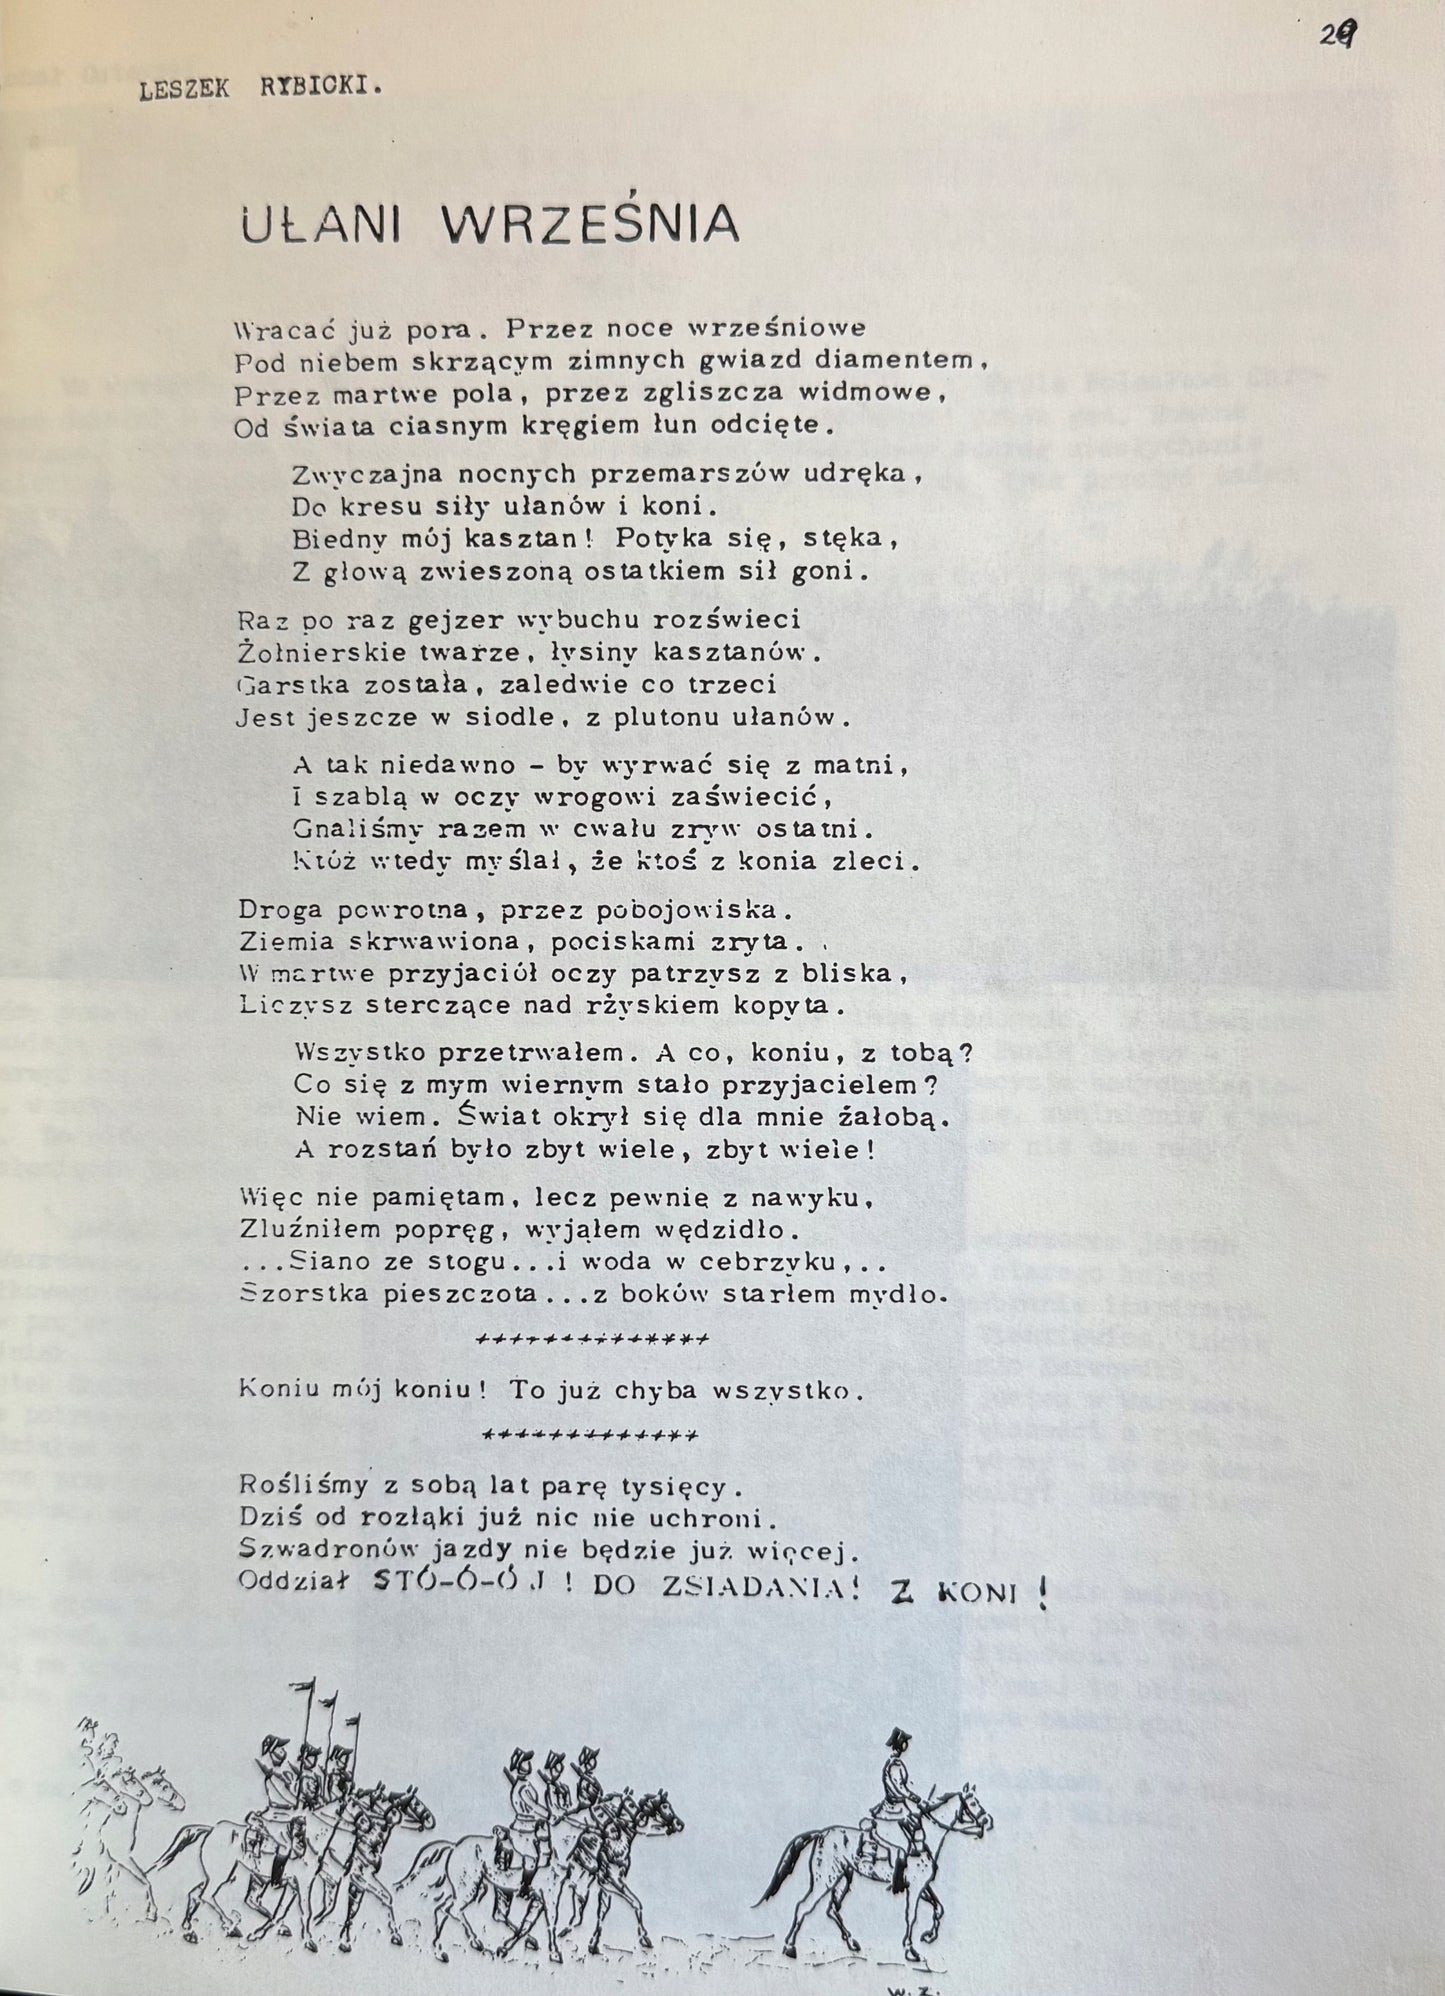 29
LESZEK RYBICKI.
UŁANI WRZEŚNIA
Wracać już pora. Przez noce wrześniowe
Pod niebem skrzącym zimnych gwiazd diamentem,
Przez martwe pola, przez zgliszcza widmowe,
Od świata ciasnym kręgiem łun odcięte.
Zwyczajna nocnych przemarszów udręka,
Do kresu siły ułanów i koni.
Biedny mój kasztan! Potyka się, stęka,
Z głową zwieszoną ostatkiem sił goni.
Raz po raz gejzer wybuchu rozświeci
Żołnierskie twarze, łysiny kasztanów.
Garstka została, zaledwie co trzeci
Jest jeszcze w siodle, z plutonu ułanów.
A tak niedawno - by wyrwać się z matni,
I szablą w oczy wrogowi zaświecić,
Gnaliśmy razem w cwału zryw ostatni.
Któż wtedy myślał, że ktoś z konia zleci.
Droga powrotna, przez pobojowiska.
Ziemia skrwawiona, pociskami zryta.
W martwe przyjaciół oczy patrzysz z bliska,
Liczysz sterczące nad rżyskiem kopyta.
Wszystko przetrwałem. A co, koniu, z tobą?
Co się z mym wiernym stało przyjacielem?
Nie wiem. Świat okrył się dla mnie żałobą.
A rozstań było zbyt wiele, zbyt wiele!
Więc nie pamiętam, lecz pewnie z nawyku,
Zluźniłem popręg, wyjąłem wędzidło.
...Siano ze stogu...i woda w cebrzyku,..
Szorstka pieszczota...z boków starłem mydło.
++++++++++++++
Koniu mój koniu! To już chyba wszystko.
+++++++++++++
Rośliśmy z sobą lat parę tysięcy.
Dziś od rozłąki już nic nie uchroni.
Szwadronów jazdy nie będzie już więcej.
Oddział STÓ-Ó-ÓJ! DO ZSIADANIA! Z KONI!
W.Z.